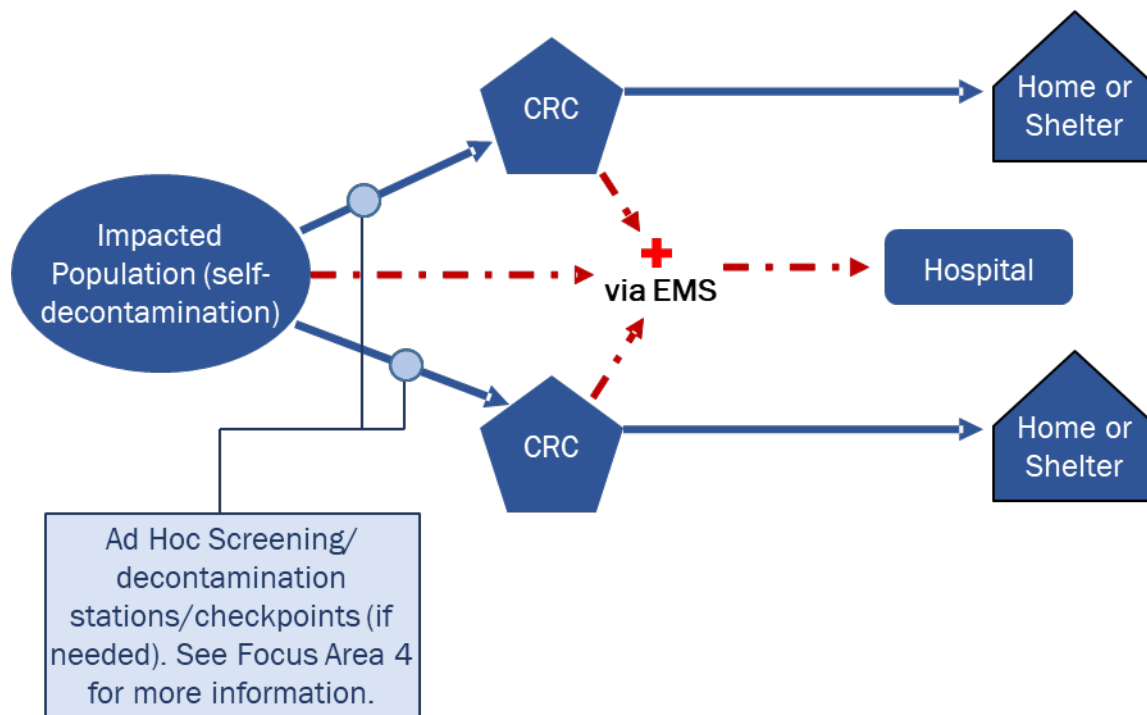 CRC
Home or
Shelter
Impacted
Population (self-
decontamination)
via EMS
Hospital
CRC
Home or
Shelter
Ad Hoc Screening/
decontamination
stations/checkpoints (if
needed). See Focus Area 4
for more information.